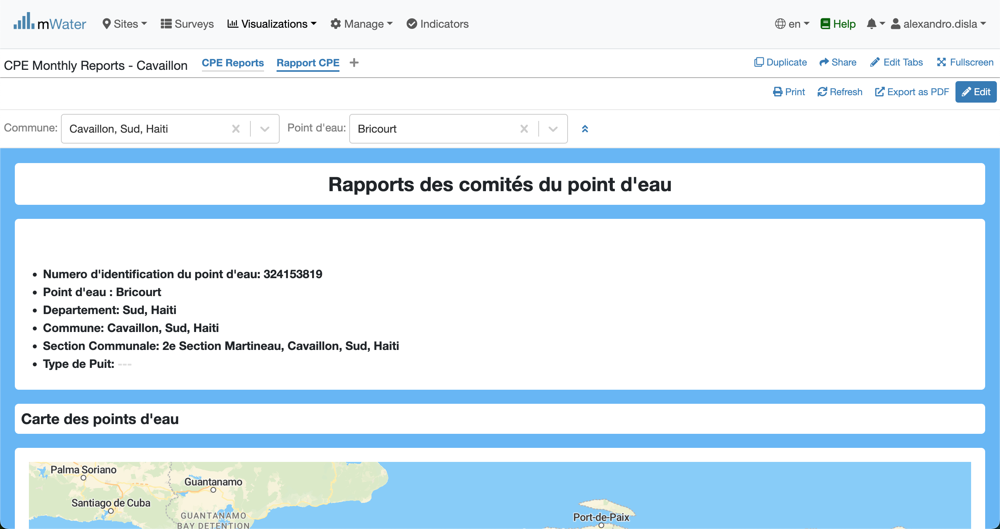 mWater Sites Surveys Visualizations Manage Indicators en Help alexandro.disla
CPE Monthly Reports - Cavaillon CPE Reports Rapport CPE + Duplicate Share Edit Tabs Fullscreen
Print Refresh Export as PDF Edit
Commune: Cavaillon, Sud, Haiti Point d'eau: Bricourt
Rapports des comités du point d'eau
• Numero d'identification du point d'eau: 324153819
• Point d'eau : Bricourt
• Departement: Sud, Haiti
• Commune: Cavaillon, Sud, Haiti
• Section Communale: 2e Section Martineau, Cavaillon, Sud, Haiti
• Type de Puit: ---
Carte des points d'eau
Palma Soriano
Guantanamo
Santiago de Cuba
GUANTANAMO
BAY DETENTION
Port-de-Paix